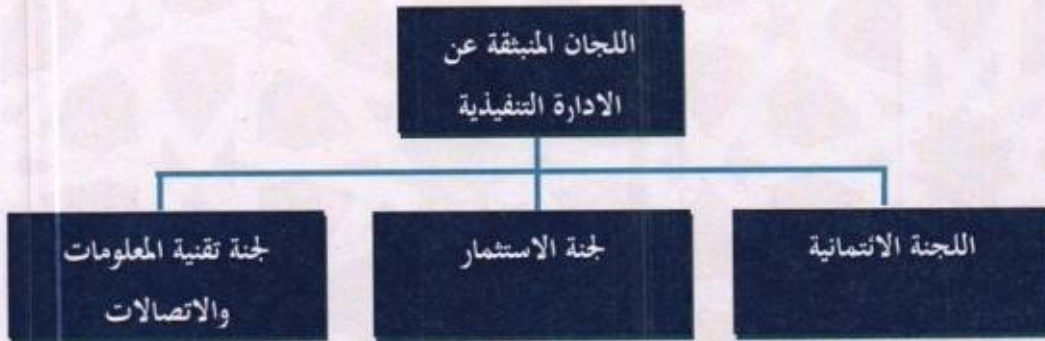 اللجان المنبثقة عن
الادارة التنفيذية
اللجنة الائتمانية
لجنة الاستثمار
لجنة تقنية المعلومات
والاتصالات